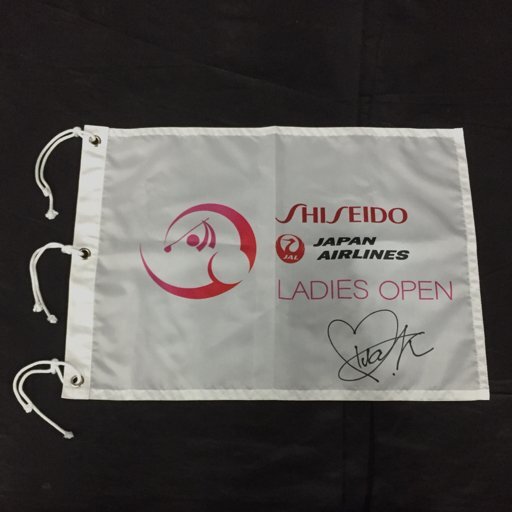 SHISEIDO
JAL
JAPAN
AIRLINES
LADIES OPEN